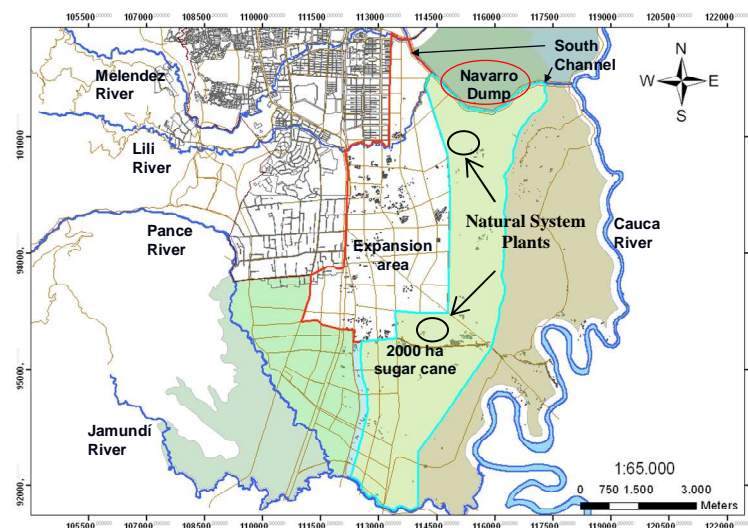 105500 107000 108500 110000 111500 113000 114500 116000 117500 119000 120500 122000
South
Channel
N
W E
S
Melendez
River
Navarro
Dump
101000
Lili
River
Natural System
Plants
Pance
River
Cauca
River
Expansion
area
98000
2000 ha
sugar cane
95000
Jamundí
River
1:65.000
0 750 1.500 3.000
Meters
92000
105500 107000 108500 110000 111500 113000 114500 116000 117500 119000 120500 122000